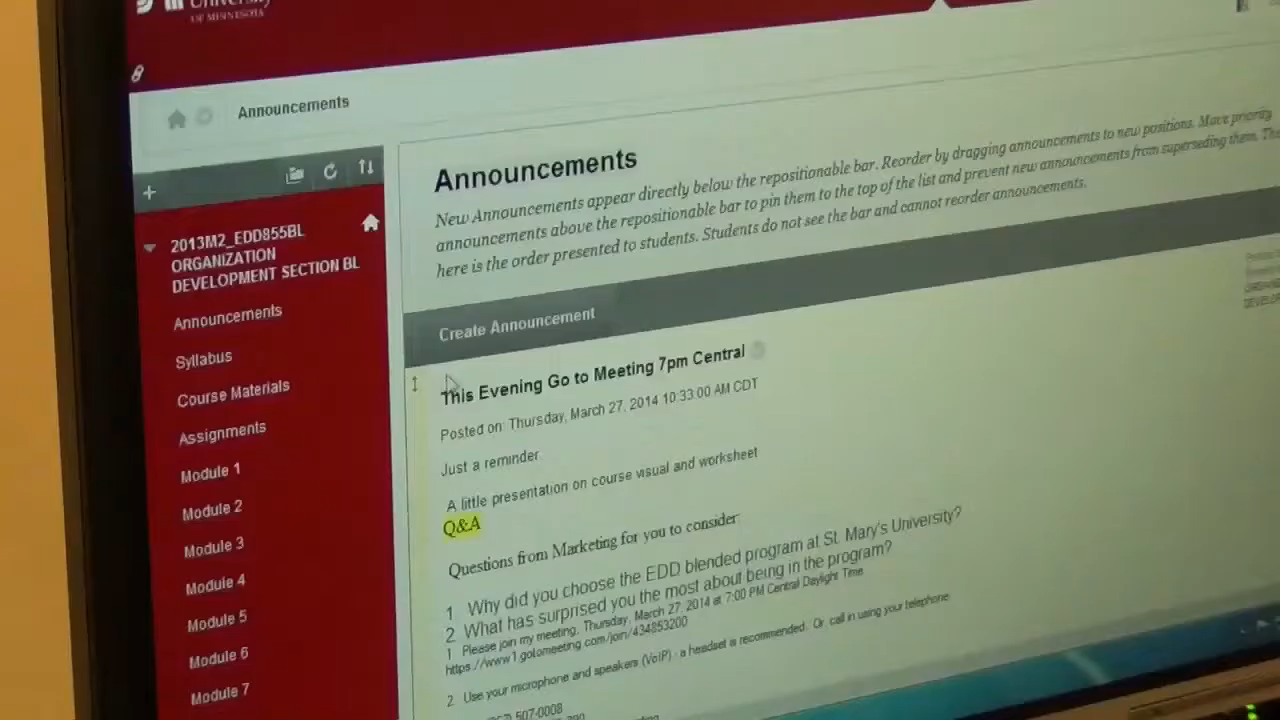 University
OF MINNESOTA
Announcements
2013M2_EDD855BL
ORGANIZATION
DEVELOPMENT SECTION BL
Announcements
Syllabus
Course Materials
Assignments
Module 1
Module 2
Module 3
Module 4
Module 5
Module 6
Module 7
Announcements
New Announcements appear directly below the repositionable bar. Reorder by dragging announcements to new positions. Move priority
announcements above the repositionable bar to pin them to the top of the list and prevent new announcements from superseding them.
here is the order presented to students. Students do not see the bar and cannot reorder announcements.
Create Announcement
This Evening Go to Meeting 7pm Central
Posted on: Thursday, March 27, 2014 10:33:00 AM CDT
Just a reminder
A little presentation on course visual and worksheet
Q&A
Questions from Marketing for you to consider:
1 Why did you choose the EDD blended program at St. Mary's University?
2 What has surprised you the most about being in the program?
1 Please join my meeting, Thursday, March 27, 2014 at 7:00 PM Central Daylight Time.
https://www1.gotomeeting.com/join/434853200
2 Use your microphone and speakers (VoIP) - a headset is recommended. Or, call in using your telephone
507-0008